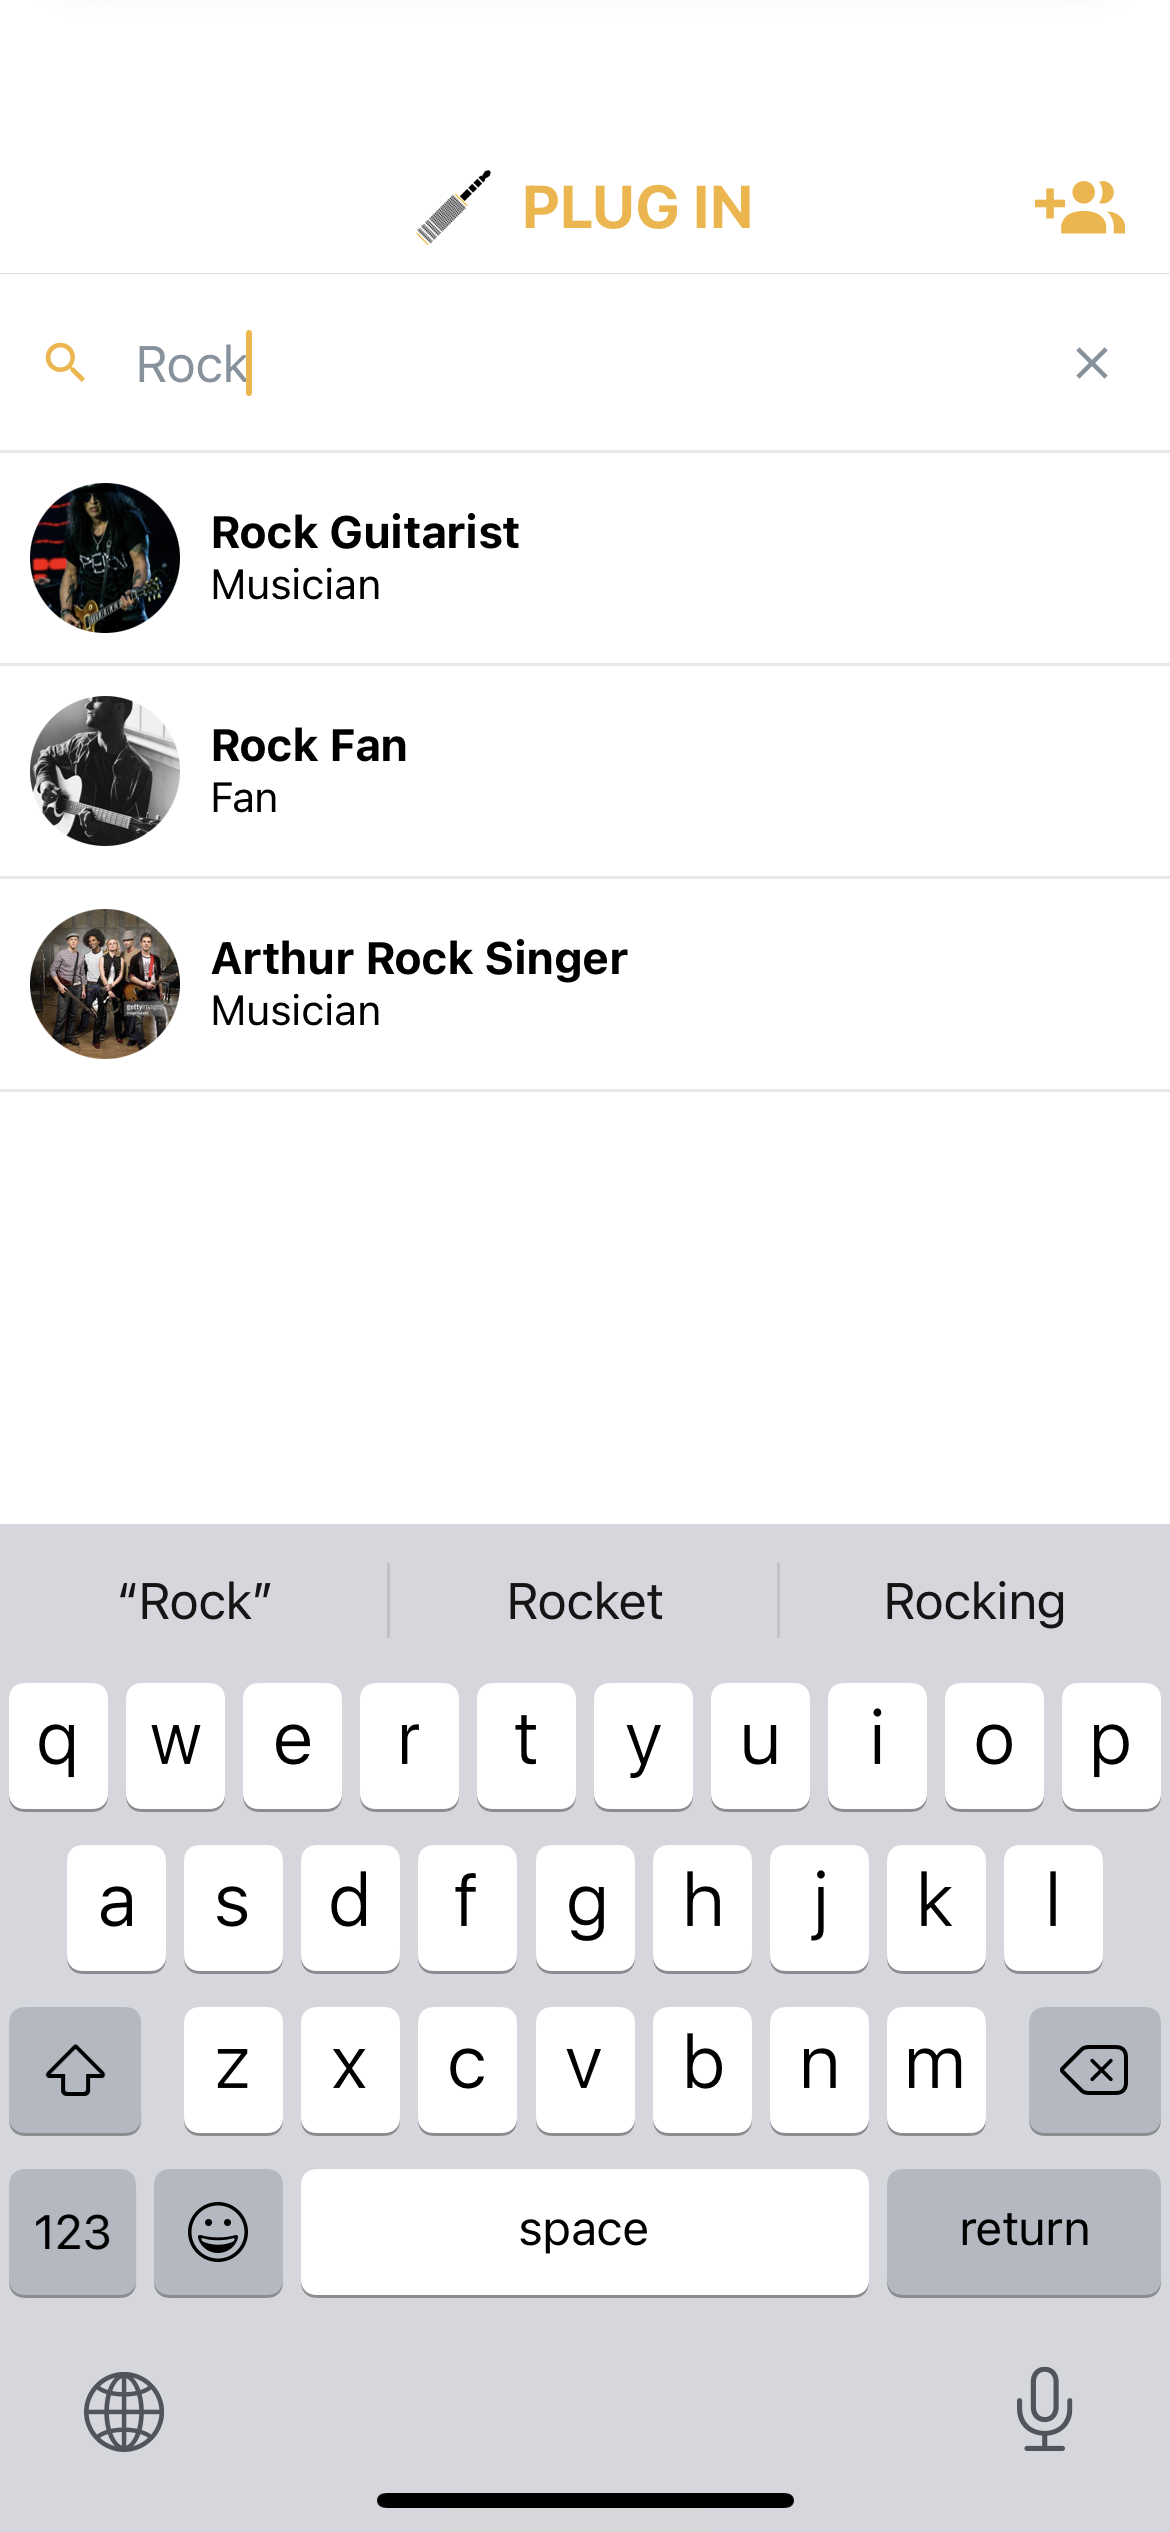 PLUG IN
Rock
Rock Guitarist
Musician
Rock Fan
Fan
Arthur Rock Singer
Musician
“Rock” Rocket Rocking
q w e r t y u i o p
a s d f g h j k l
z x c v b n m
123 space return